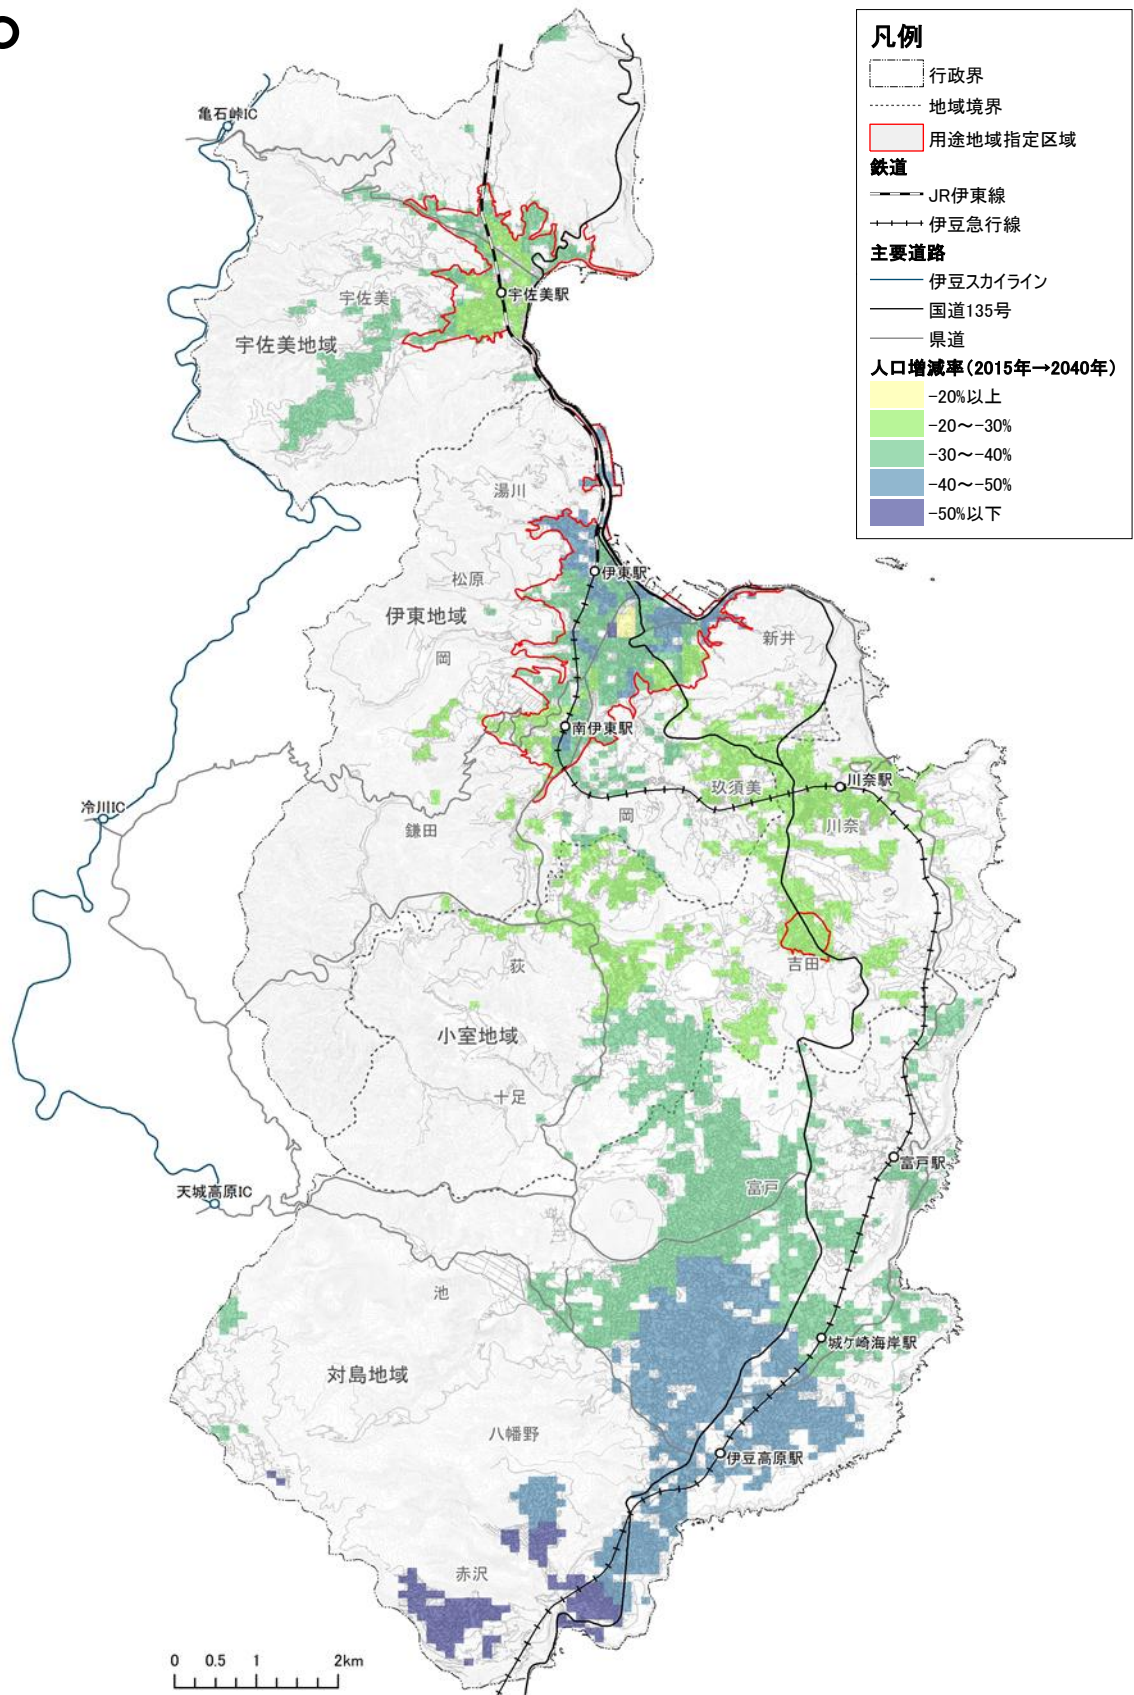 凡例
行政界
地域境界
用途地域指定区域
鉄道
JR伊東線
伊豆急行線
主要道路
伊豆スカイライン
国道135号
県道
人口増減率(2015年→2040年)
-20%以上
-20～-30%
-30～-40%
-40～-50%
-50%以下
亀石峠IC
宇佐美駅
宇佐美
宇佐美地域
湯川
伊東駅
松原
伊東地域
新井
岡
南伊東駅
川奈駅
玖須美
冷川IC
岡
川奈
鎌田
吉田
荻
小室地域
十足
富戸駅
天城高原IC
富戸
池
城ケ崎海岸駅
対島地域
八幡野
伊豆高原駅
赤沢
0 0.5 1 2km